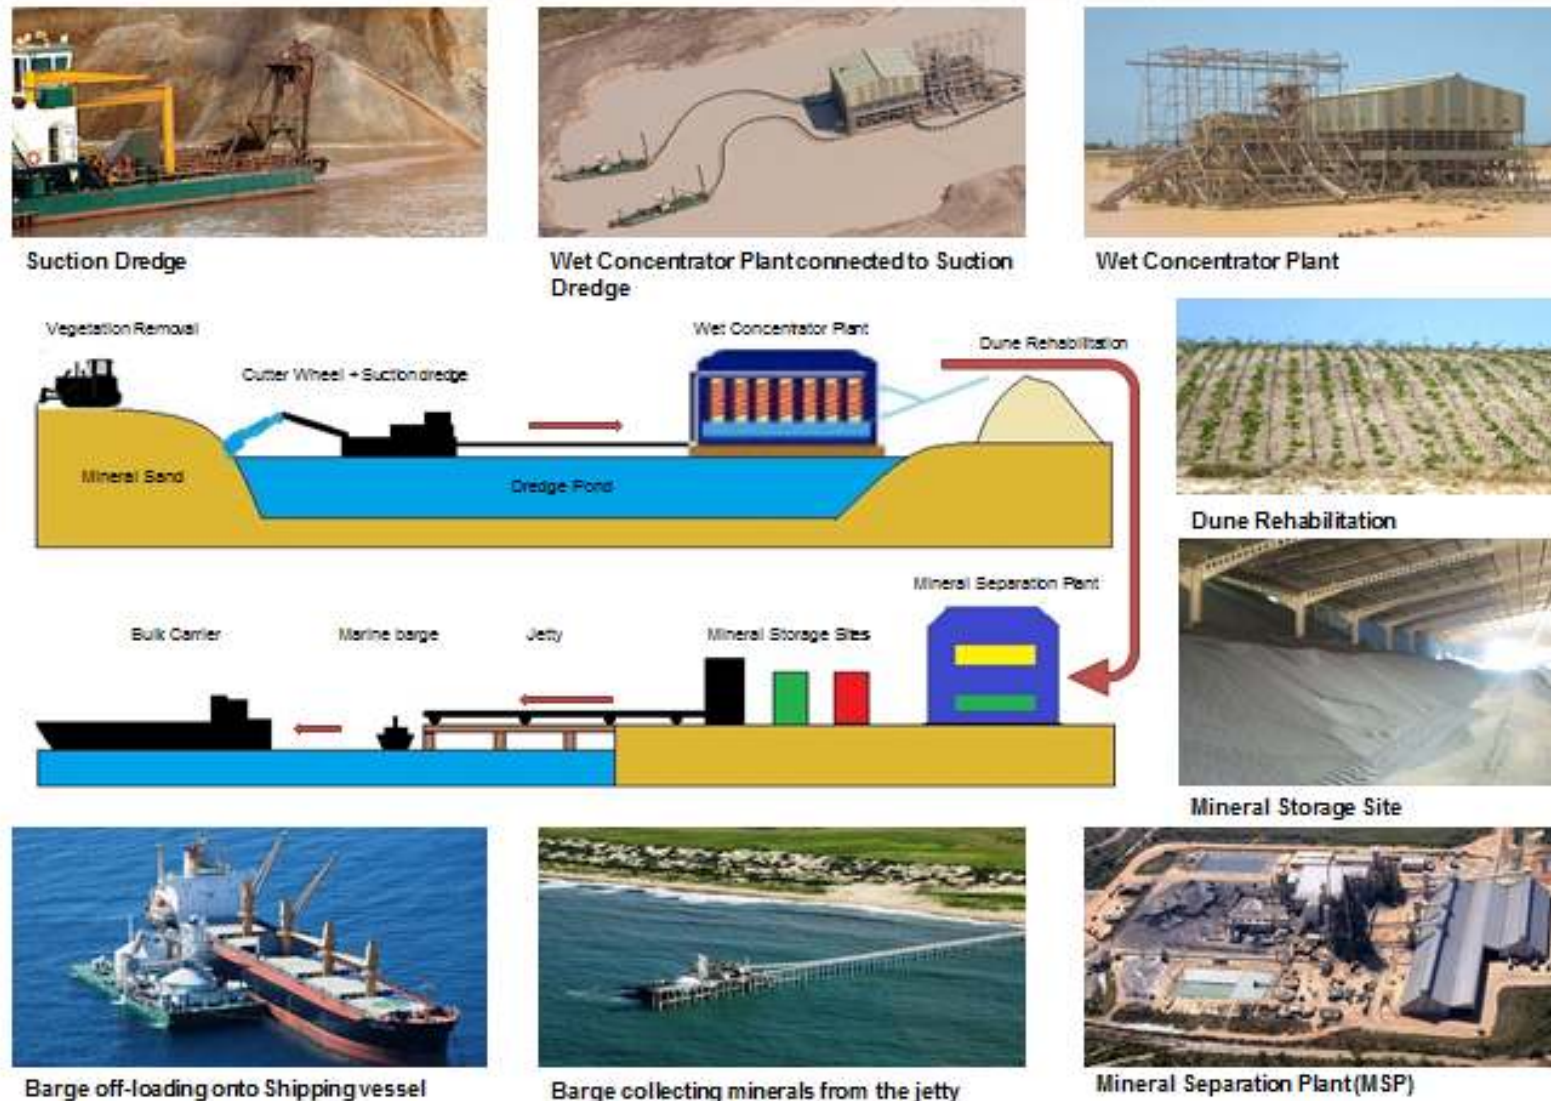 Suction Dredge
Wet Concentrator Plant connected to Suction
Dredge
Wet Concentrator Plant
Vegetation Removal
Cutter Wheel + Suction dredge
Wet Concentrator Plant
Dune Rehabilitation
Mineral Sand
Dredge Pond
Dune Rehabilitation
Mineral Separation Plant
Bulk Carrier
Marine barge
Jetty
Mineral Storage Sites
Mineral Storage Site
Barge off-loading onto Shipping vessel
Barge collecting minerals from the jetty
Mineral Separation Plant (MSP)